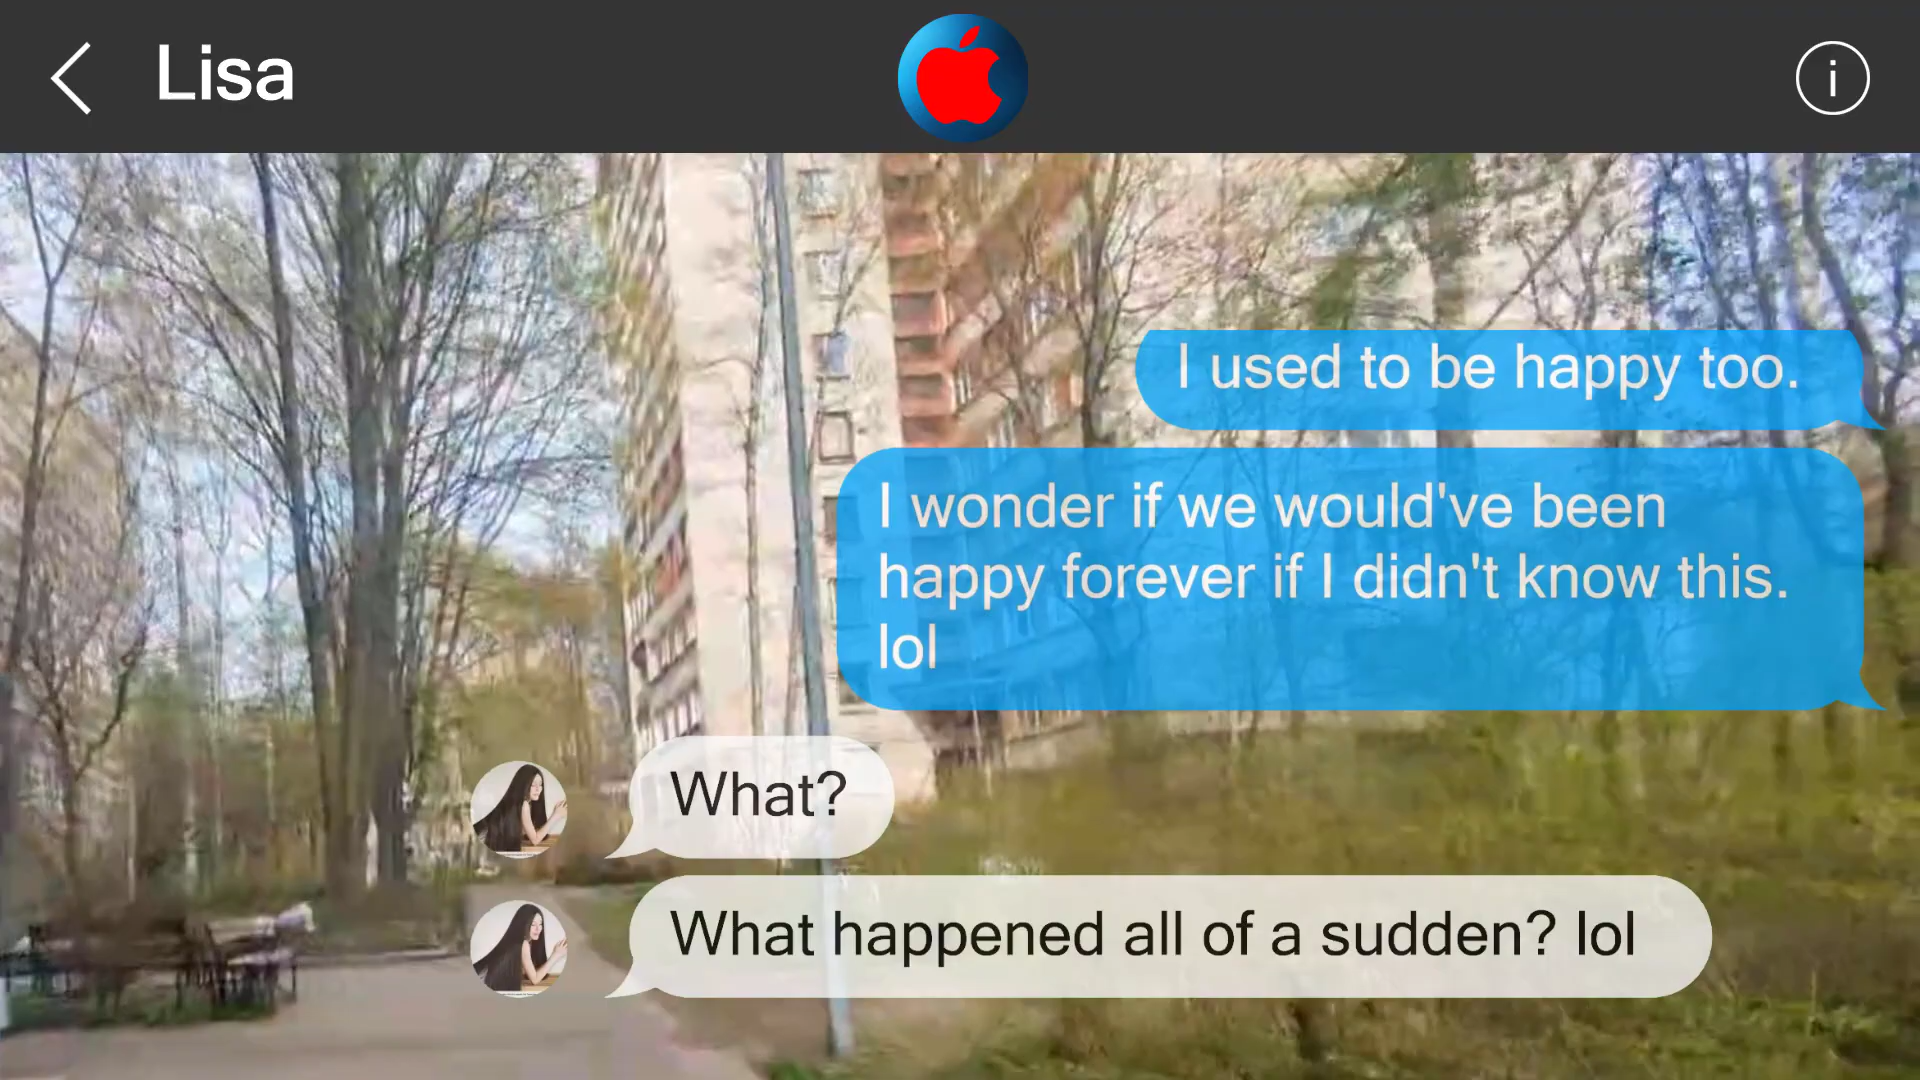 Lisa
i
I used to be happy too.
I wonder if we would've been
happy forever if I didn't know this.
lol
What?
What happened all of a sudden? lol